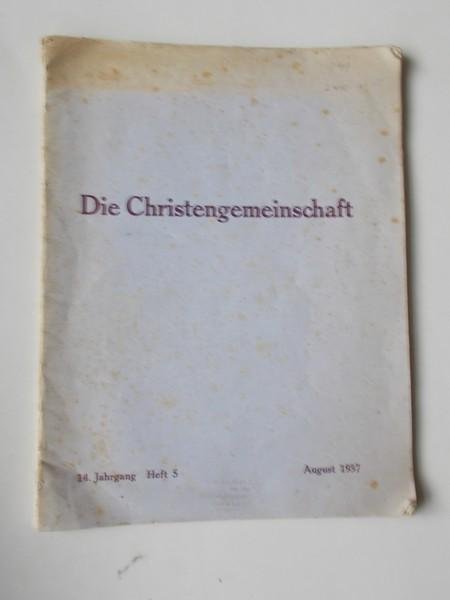 Die Christengemeinschaft
14. Jahrgang Heft 5
August 1937